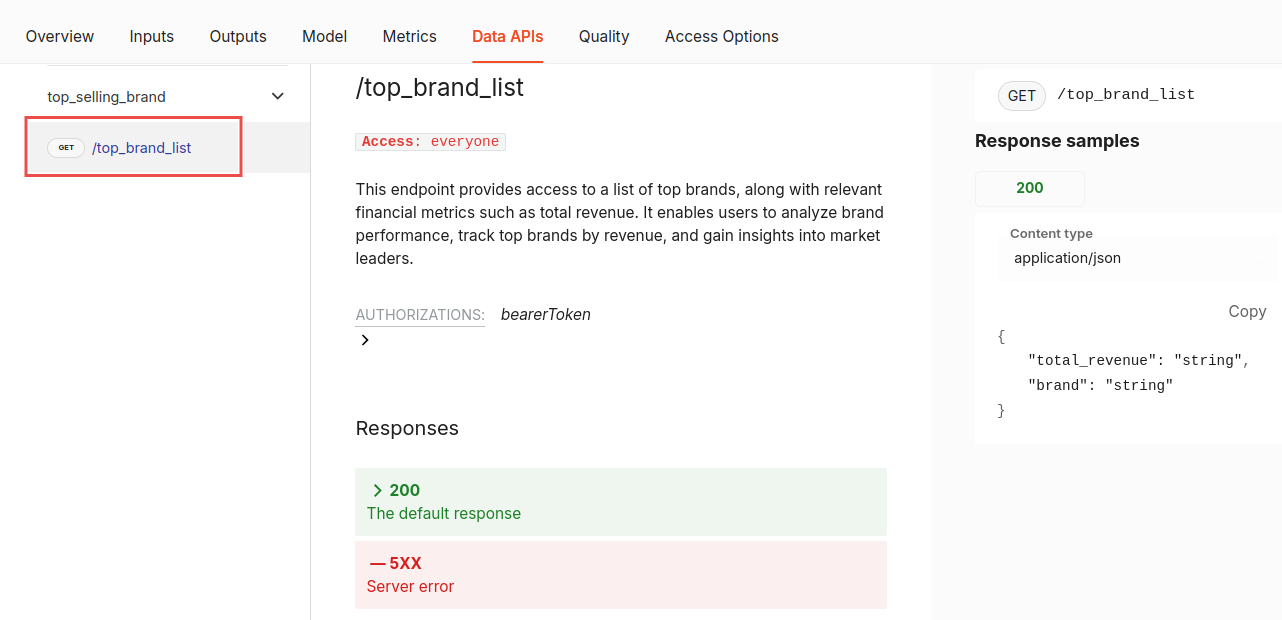 Overview Inputs Outputs Model Metrics Data APIs Quality Access Options
top_selling_brand
GET /top_brand_list
/top_brand_list
Access: everyone
This endpoint provides access to a list of top brands, along with relevant
financial metrics such as total revenue. It enables users to analyze brand
performance, track top brands by revenue, and gain insights into market
leaders.
AUTHORIZATIONS: bearerToken
Responses
200
The default response
5XX
Server error
GET /top_brand_list
Response samples
200
Content type
application/json
Copy
{
"total_revenue": "string",
"brand": "string"
}